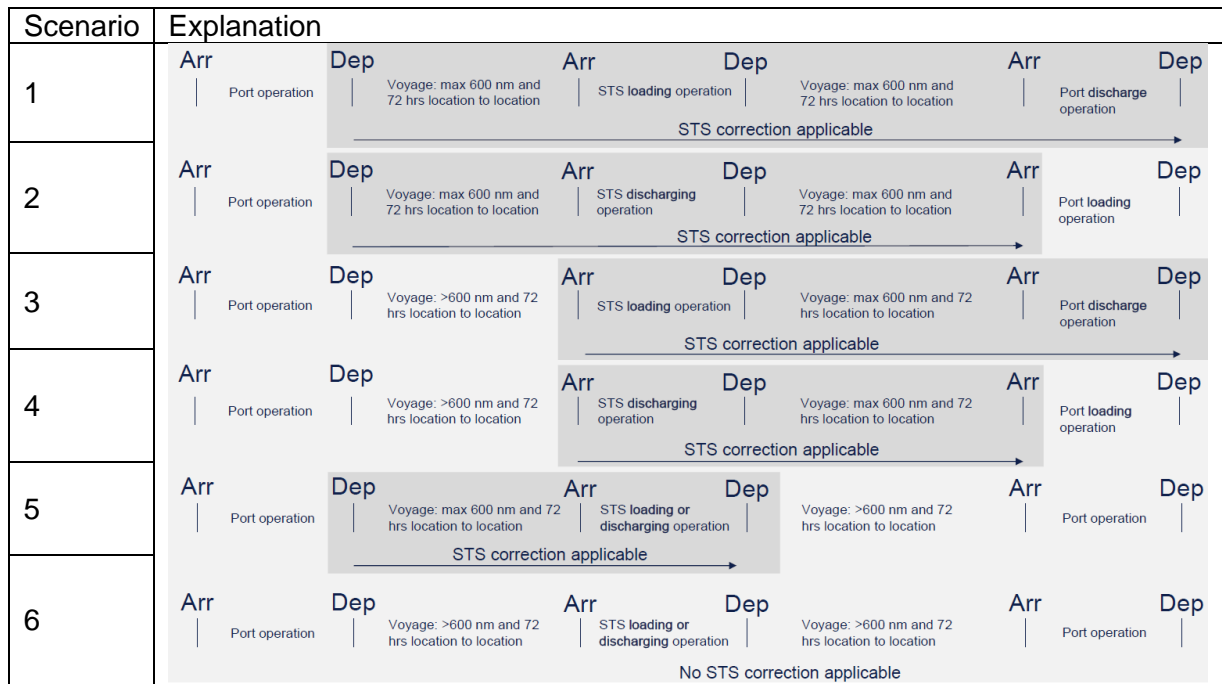 Scenario Explanation
1
Arr Dep Arr Dep Arr Dep
Port operation Voyage: max 600 nm and STS loading operation Voyage: max 600 nm and Port discharge
72 hrs location to location 72 hrs location to location operation
STS correction applicable
2
Arr Dep Arr Dep Arr Dep
Port operation Voyage: max 600 nm and STS discharging Voyage: max 600 nm and Port loading
72 hrs location to location operation 72 hrs location to location operation
STS correction applicable
3
Arr Dep Arr Dep Arr Dep
Port operation Voyage: >600 nm and 72 STS loading operation Voyage: max 600 nm and 72 Port discharge
hrs location to location hrs location to location operation
STS correction applicable
4
Arr Dep Arr Dep Arr Dep
Port operation Voyage: >600 nm and 72 STS discharging Voyage: max 600 nm and 72 Port loading
hrs location to location operation hrs location to location operation
STS correction applicable
5
Arr Dep Arr Dep Arr Dep
Port operation Voyage: max 600 nm and 72 STS loading or Voyage: >600 nm and 72 Port operation
hrs location to location discharging operation hrs location to location
STS correction applicable
6
Arr Dep Arr Dep Arr Dep
Port operation Voyage: >600 nm and 72 STS loading or Voyage: >600 nm and 72 Port operation
hrs location to location discharging operation hrs location to location
No STS correction applicable